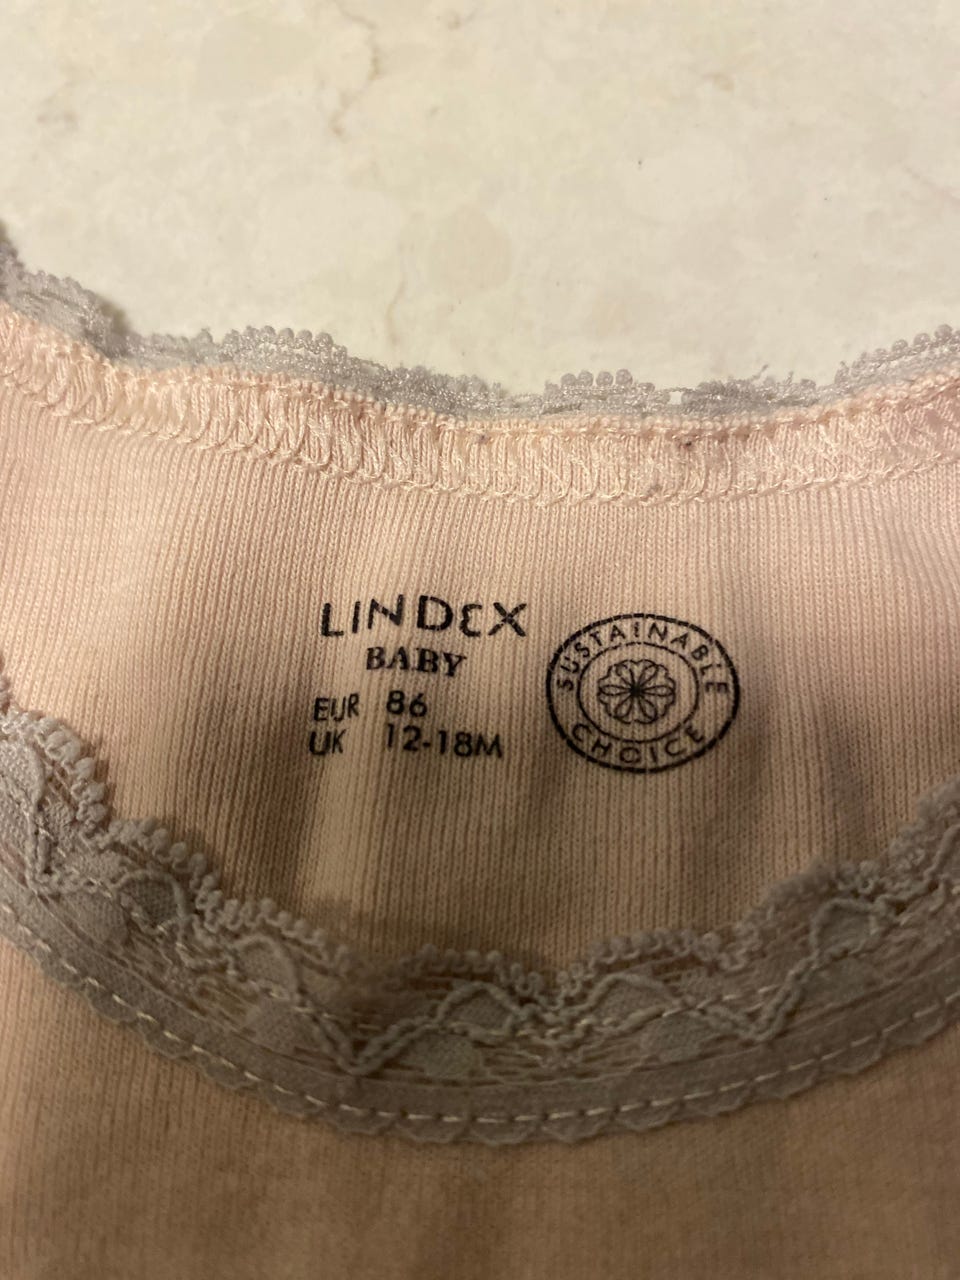 LINDEX
BABY
EUR 86
UK 12-18M
SUSTAINABLE
CHOICE